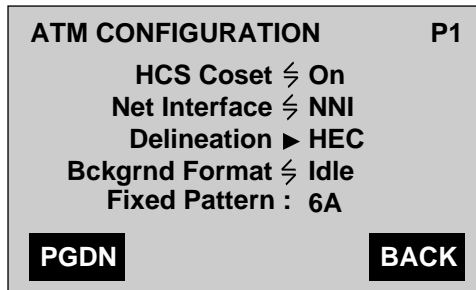 ATM CONFIGURATION P1
HCS Coset ⇋ On
Net Interface ⇋ NNI
Delineation ► HEC
Bckgrnd Format ⇋ Idle
Fixed Pattern : 6A
PGDN BACK